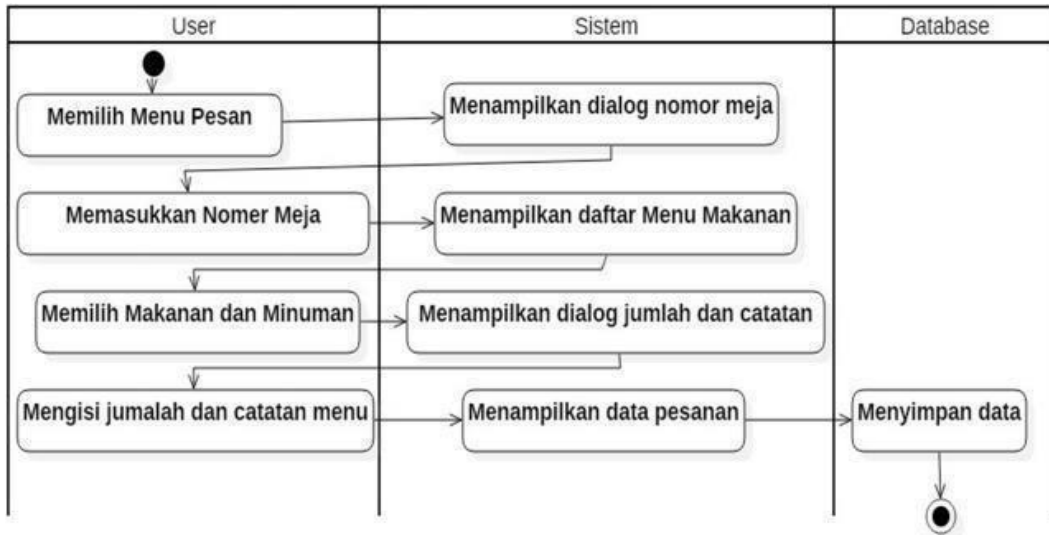 User
Sistem
Database
Memilih Menu Pesan
Menampilkan dialog nomor meja
Memasukkan Nomer Meja
Menampilkan daftar Menu Makanan
Memilih Makanan dan Minuman
Menampilkan dialog jumlah dan catatan
Mengisi jumalah dan catatan menu
Menampilkan data pesanan
Menyimpan data